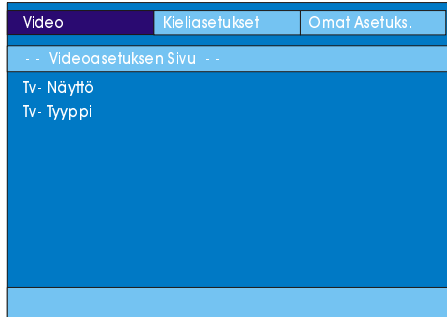 Video Kieliasetukset Omat Asetuks.
- - Videoasetuksen Sivu - -
Tv- Näyttö
Tv- Tyyppi